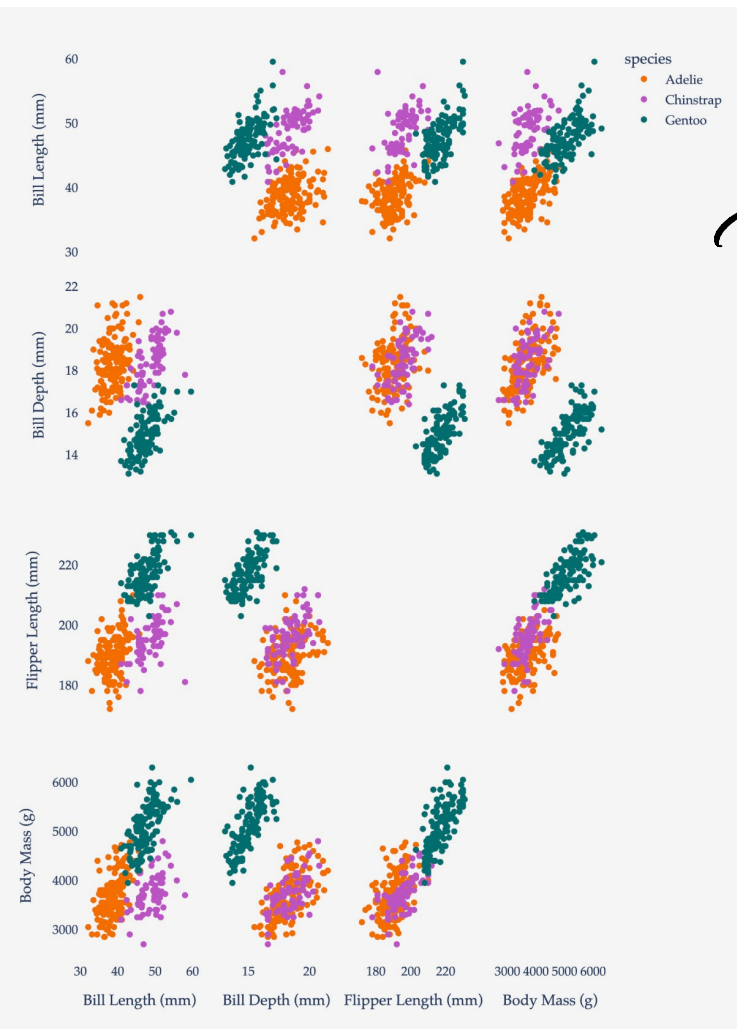 species
Adelie
Chinstrap
Gentoo
60
50
40
30
Bill Length (mm)
22
20
18
16
14
Bill Depth (mm)
220
200
180
Flipper Length (mm)
6000
5000
4000
3000
Body Mass (g)
30 40 50 60 15 20 180 200 220 3000 4000 5000 6000
Bill Length (mm) Bill Depth (mm) Flipper Length (mm) Body Mass (g)